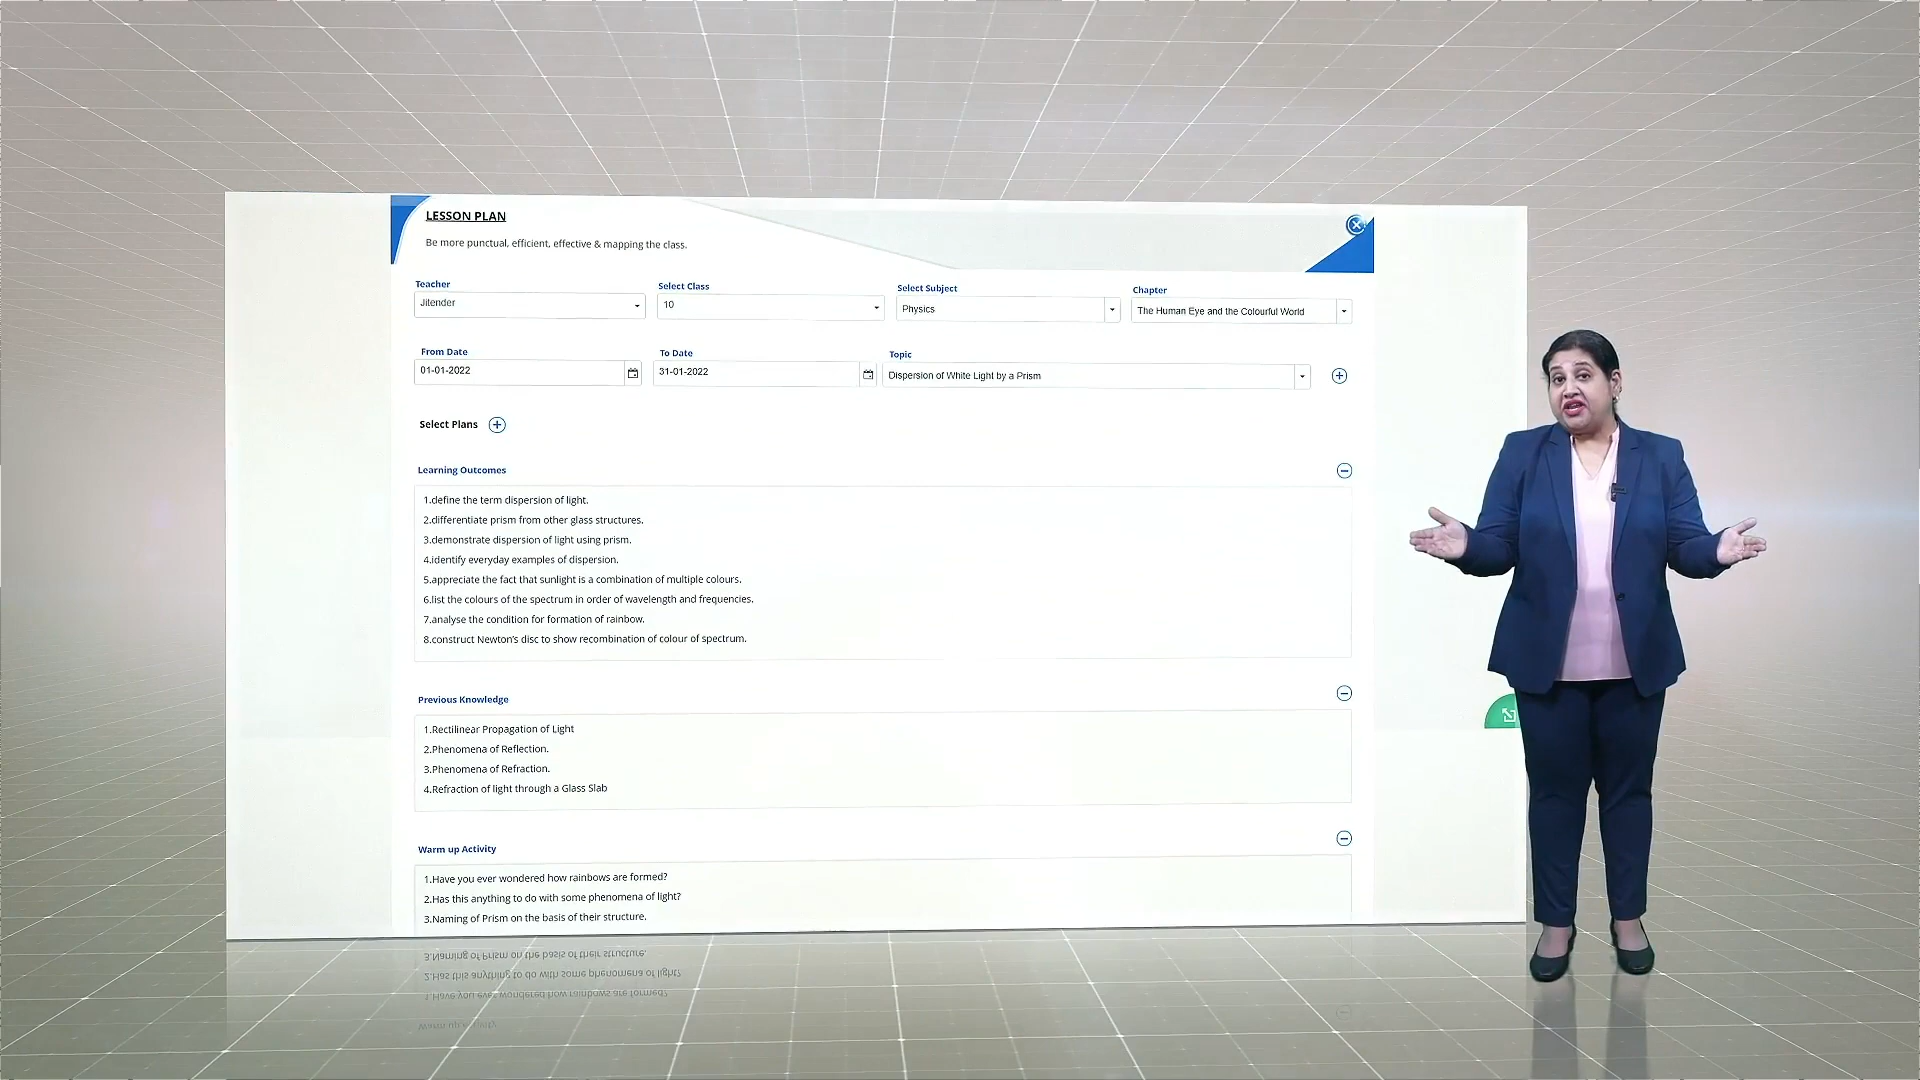 LESSON PLAN
Be more punctual, efficient, effective & mapping the class.
Teacher
Select Class
Select Subject
Chapter
Jitender
10
Physics
The Human Eye and the Colourful World
From Date
To Date
Topic
01-01-2022
31-01-2022
Dispersion of White Light by a Prism
Select Plans
Learning Outcomes
1.define the term dispersion of light.
2.differentiate prism from other glass structures.
3.demonstrate dispersion of light using prism.
4.identify everyday examples of dispersion.
5.appreciate the fact that sunlight is a combination of multiple colours.
6.list the colours of the spectrum in order of wavelength and frequencies.
7.analyse the condition for formation of rainbow.
8.construct Newton's disc to show recombination of colour of spectrum.
Previous Knowledge
1.Rectilinear Propagation of Light
2.Phenomena of Reflection.
3.Phenomena of Refraction.
4.Refraction of light through a Glass Slab
Warm up Activity
1.Have you ever wondered how rainbows are formed?
2.Has this anything to do with some phenomena of light?
3.Naming of Prism on the basis of their structure.